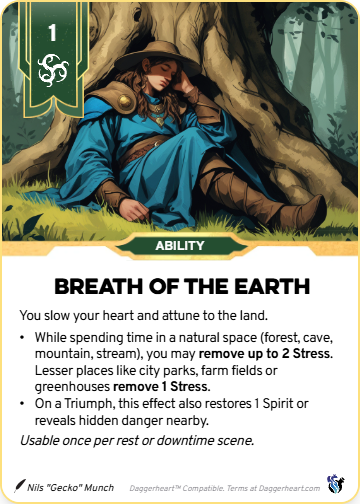 1
ABILITY
BREATH OF THE EARTH
You slow your heart and attune to the land.
• While spending time in a natural space (forest, cave,
mountain, stream), you may remove up to 2 Stress.
Lesser places like city parks, farm fields or
greenhouses remove 1 Stress.
• On a Triumph, this effect also restores 1 Spirit or
reveals hidden danger nearby.
Usable once per rest or downtime scene.
Nils "Gecko" Munch
Daggerheart™ Compatible. Terms at Daggerheart.com